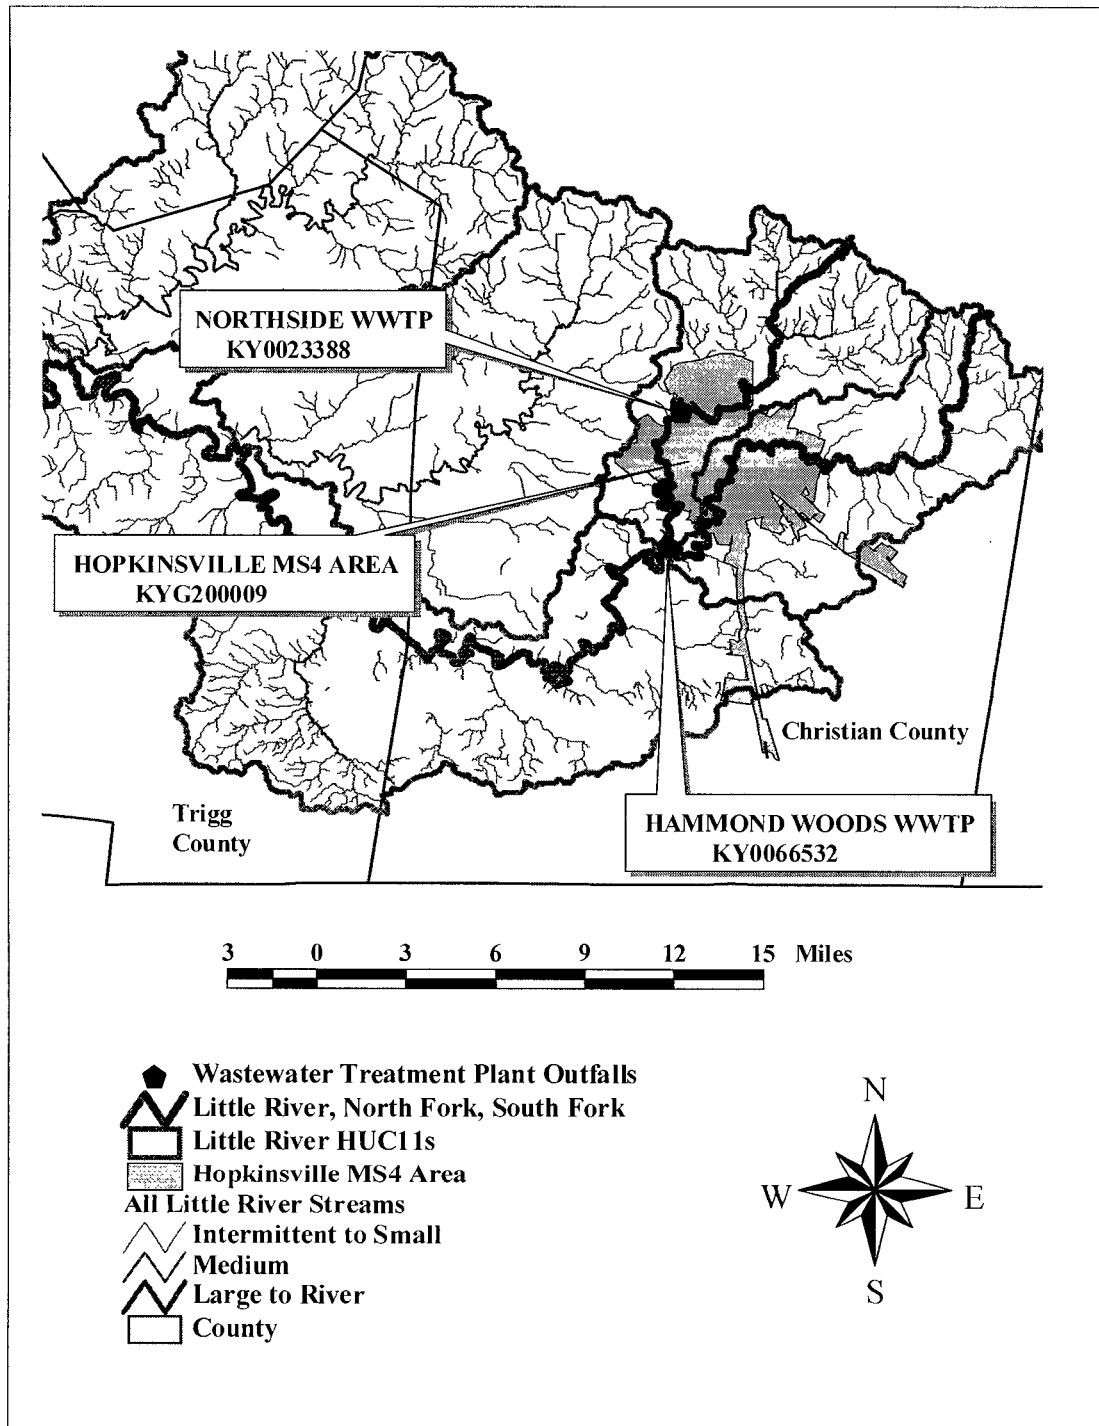 NORTHSIDE WWTP
KY0023388
HOPKINSVILLE MS4 AREA
KYG200009
Christian County
HAMMOND WOODS WWTP
KY0066532
Trigg
County
3 0 3 6 9 12 15 Miles
Wastewater Treatment Plant Outfalls
Little River, North Fork, South Fork
Little River HUC11s
Hopkinsville MS4 Area
All Little River Streams
Intermittent to Small
Medium
Large to River
County
N
W E
S